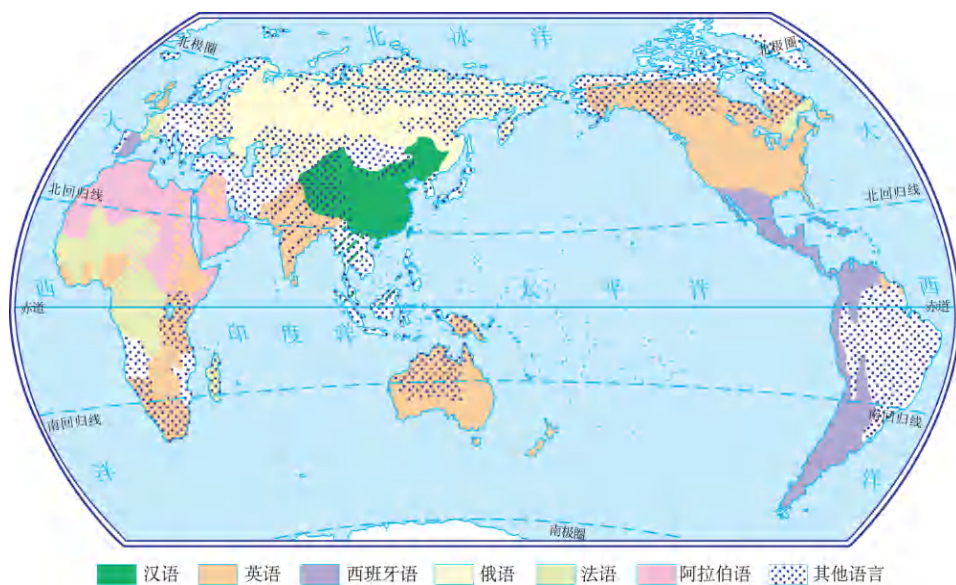 北冰洋
北极圈
北极圈
大
大
北回归线
北回归线
西
太平洋
西
赤道
赤道
印度洋
南回归线
南回归线
洋
洋
南极圈
汉语 英语 西班牙语 俄语 法语 阿拉伯语 其他语言